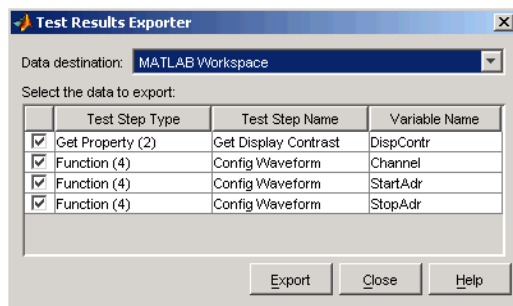 Test Results Exporter
Data destination: MATLAB Workspace
Select the data to export:
Test Step Type Test Step Name Variable Name
Get Property (2) Get Display Contrast DispContr
Function (4) Config Waveform Channel
Function (4) Config Waveform StartAdr
Function (4) Config Waveform StopAdr
Export Close Help